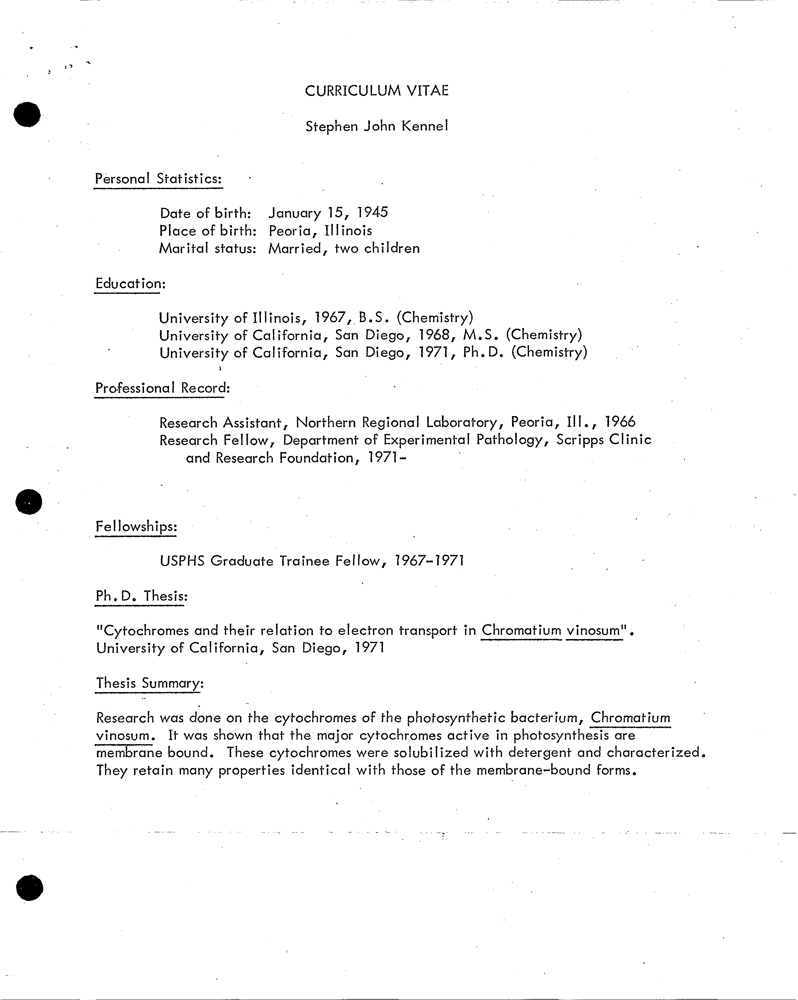 CURRICULUM VITAE
Stephen John Kennel
Personal Statistics:
Date of birth: January 15, 1945
Place of birth: Peoria, Illinois
Marital status: Married, two children
Education:
University of Illinois, 1967, B.S. (Chemistry)
University of California, San Diego, 1968, M.S. (Chemistry)
University of California, San Diego, 1971, Ph.D. (Chemistry)
Professional Record:
Research Assistant, Northern Regional Laboratory, Peoria, Ill., 1966
Research Fellow, Department of Experimental Pathology, Scripps Clinic
and Research Foundation, 1971-
Fellowships:
USPHS Graduate Trainee Fellow, 1967-1971
Ph.D. Thesis:
"Cytochromes and their relation to electron transport in Chromatium vinosum".
University of California, San Diego, 1971
Thesis Summary:
Research was done on the cytochromes of the photosynthetic bacterium, Chromatium
vinosum. It was shown that the major cytochromes active in photosynthesis are
membrane bound. These cytochromes were solubilized with detergent and characterized.
They retain many properties identical with those of the membrane-bound forms.